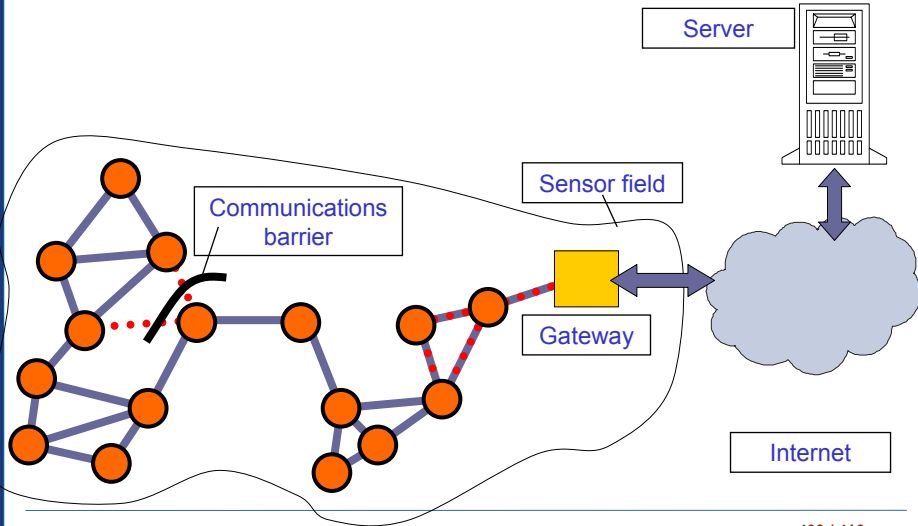 Server
Sensor field
Communications
barrier
Gateway
Internet